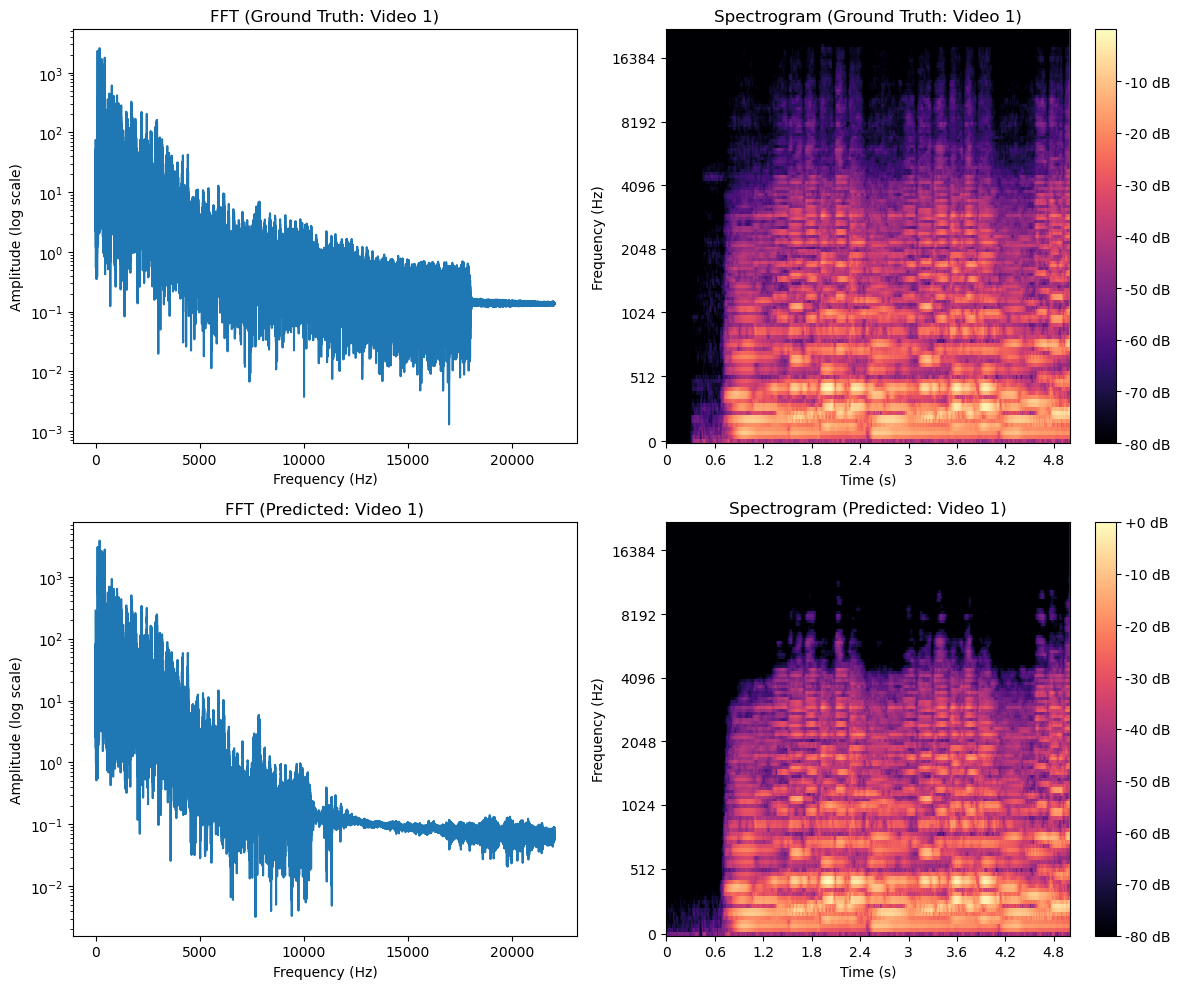 FFT (Ground Truth: Video 1)
Amplitude (log scale)
10³
10²
10¹
10⁰
10⁻¹
10⁻²
10⁻³
0 5000 10000 15000 20000
Frequency (Hz)
Spectrogram (Ground Truth: Video 1)
Frequency (Hz)
16384
8192
4096
2048
1024
512
0
0 0.6 1.2 1.8 2.4 3 3.6 4.2 4.8
Time (s)
-10 dB
-20 dB
-30 dB
-40 dB
-50 dB
-60 dB
-70 dB
-80 dB
FFT (Predicted: Video 1)
Amplitude (log scale)
10³
10²
10¹
10⁰
10⁻¹
10⁻²
0 5000 10000 15000 20000
Frequency (Hz)
Spectrogram (Predicted: Video 1)
Frequency (Hz)
16384
8192
4096
2048
1024
512
0
0 0.6 1.2 1.8 2.4 3 3.6 4.2 4.8
Time (s)
+0 dB
-10 dB
-20 dB
-30 dB
-40 dB
-50 dB
-60 dB
-70 dB
-80 dB